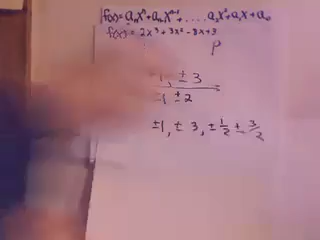 f(x) = aₙxⁿ + aₙ₋₁xⁿ⁻¹ + ..... a₂x² + a₁x + a₀
f(x) = 2x³ + 3x² - 8x + 3
p
1, ± 3
1 ± 2
±1, ± 3, ± 1/2 ± 3/2